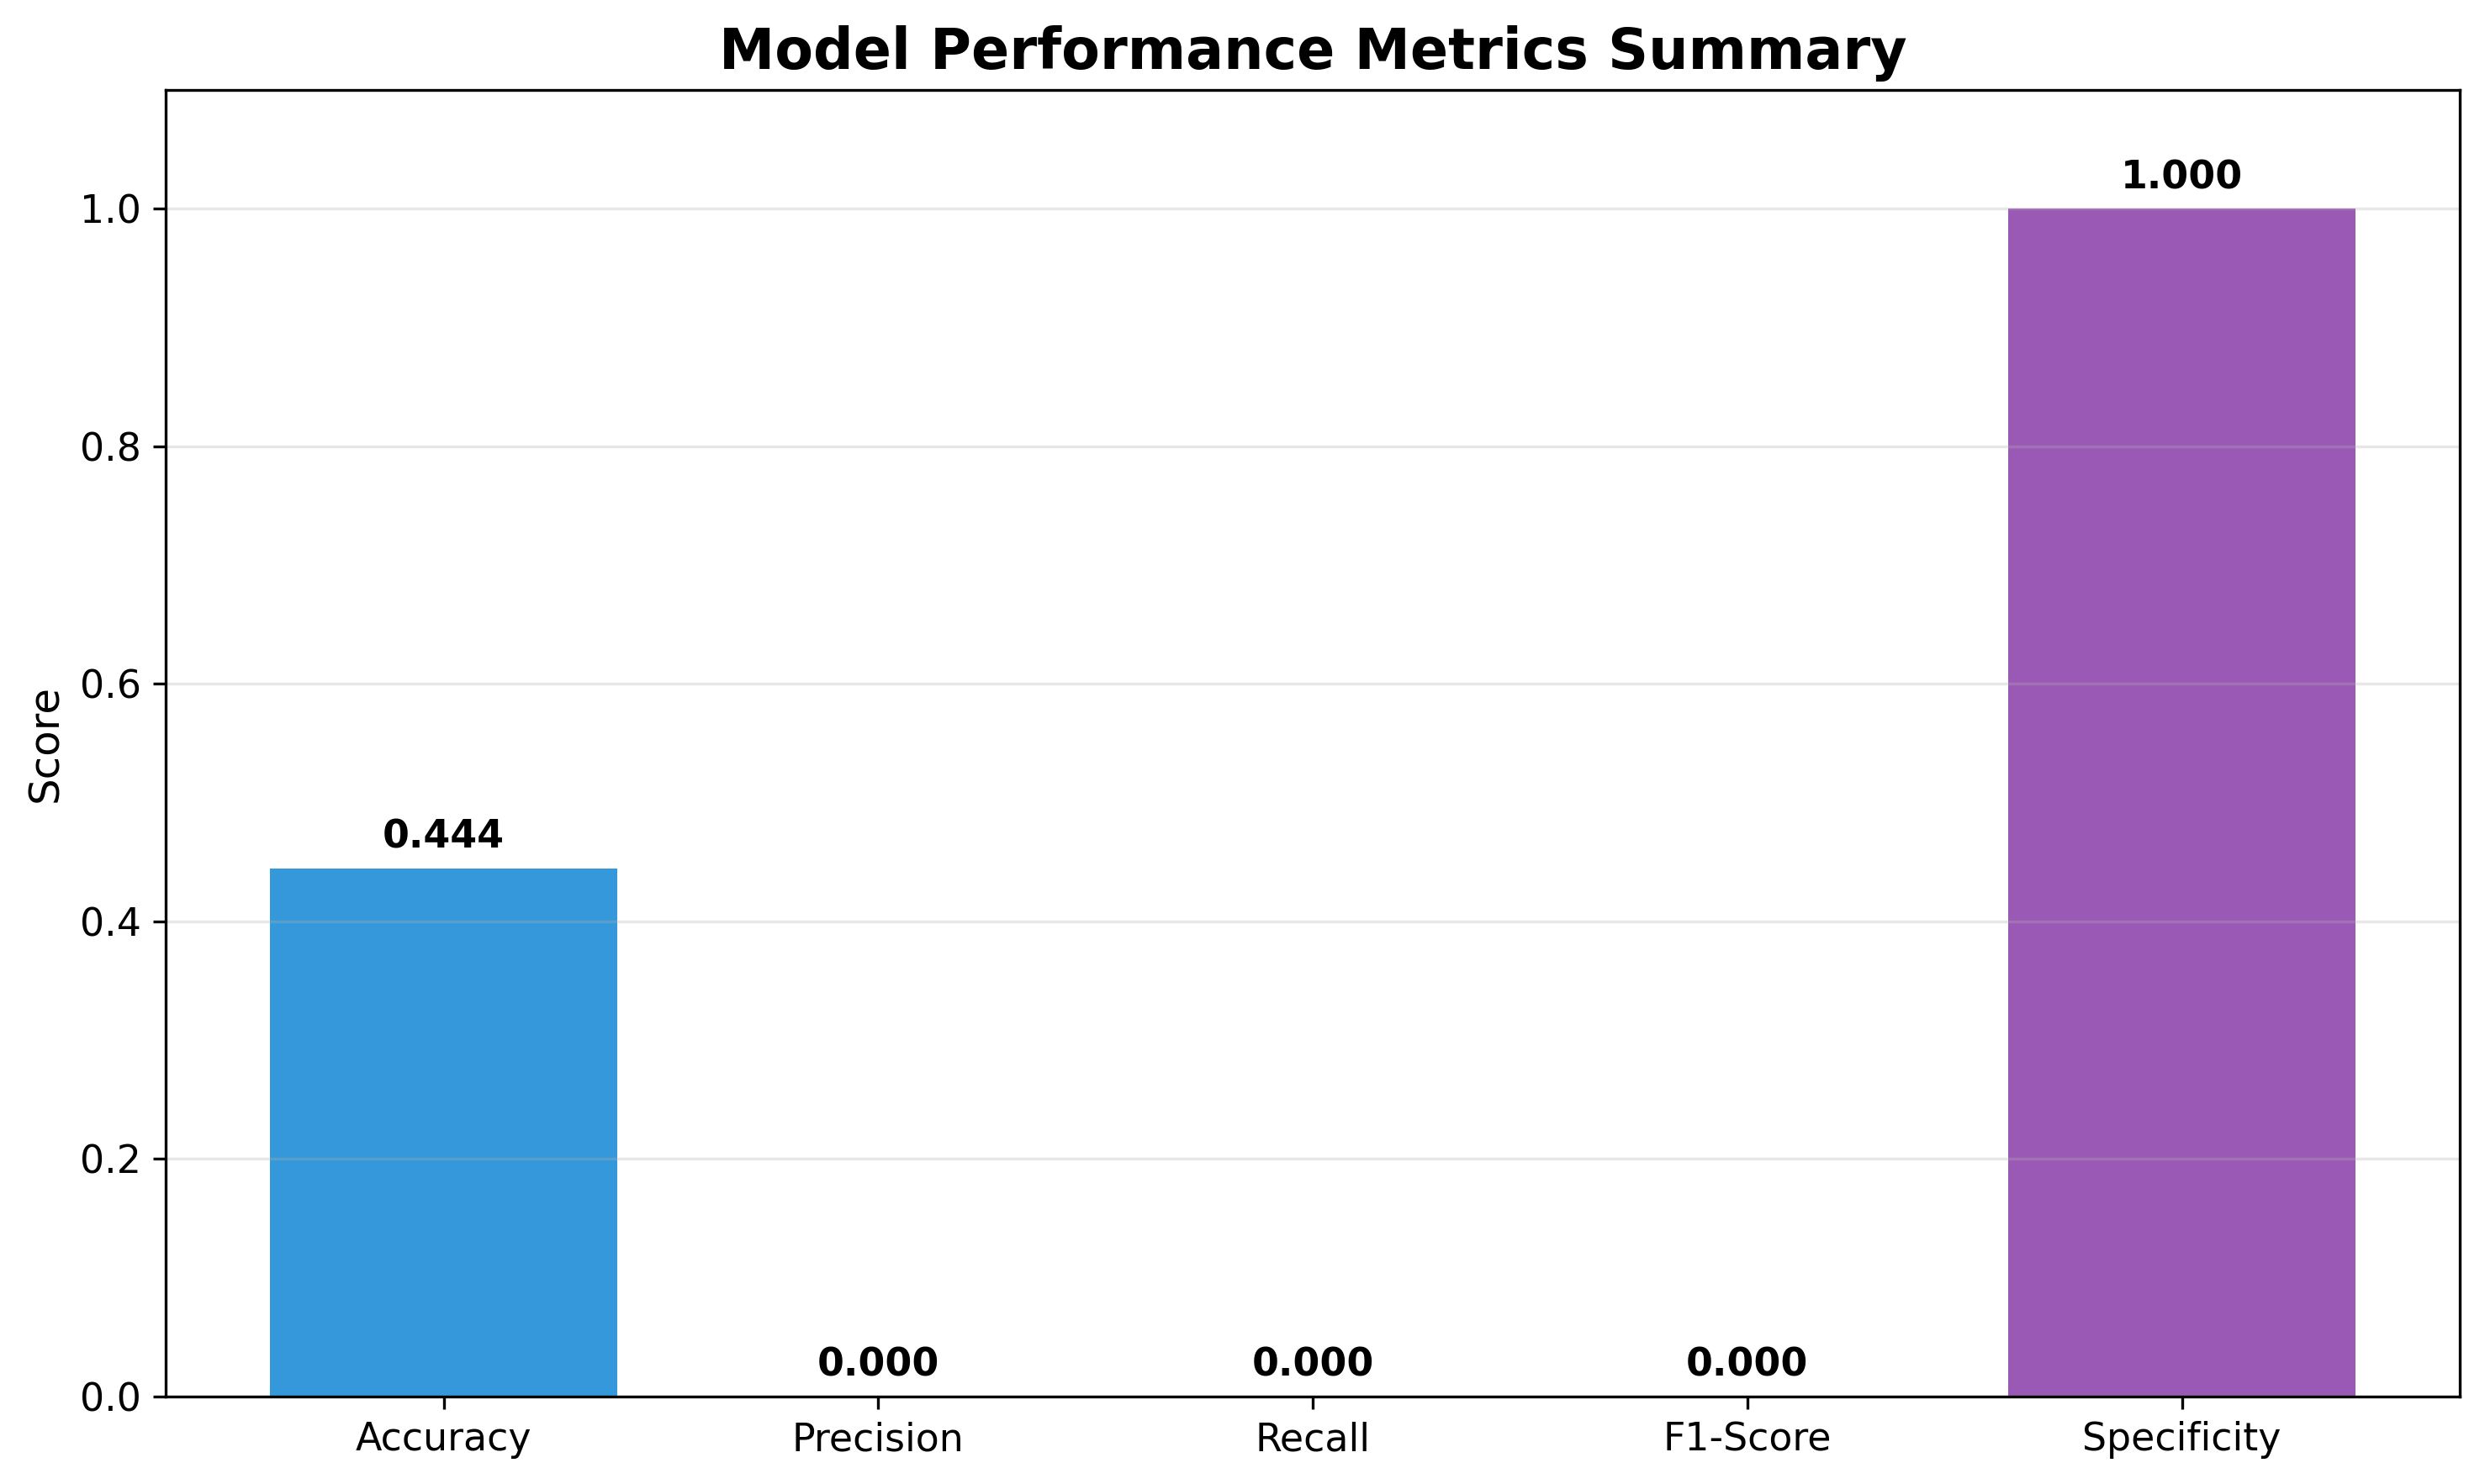 Model Performance Metrics Summary
Score
1.0
0.8
0.6
0.4
0.2
0.0
0.444
0.000
0.000
0.000
1.000
Accuracy
Precision
Recall
F1-Score
Specificity